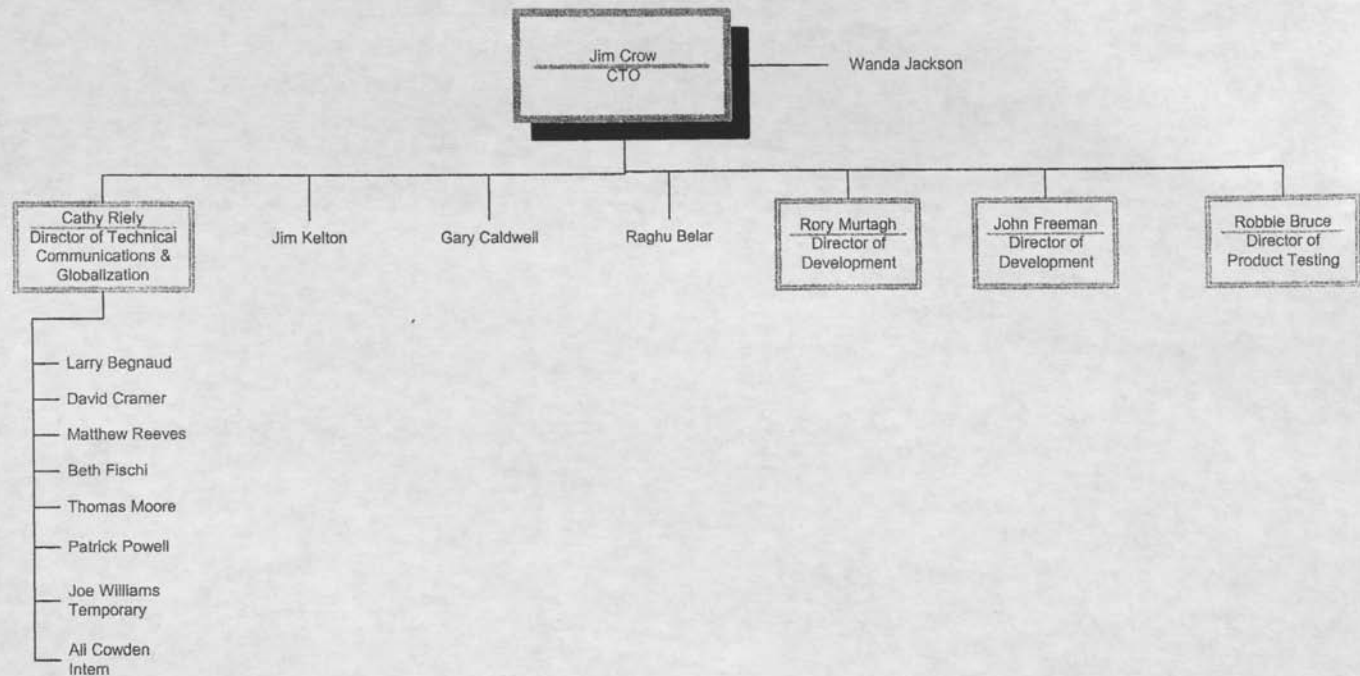 Jim Crow
CTO
Wanda Jackson
Cathy Riely
Director of Technical
Communications &
Globalization
Jim Kelton
Gary Caldwell
Raghu Belar
Rory Murtagh
Director of
Development
John Freeman
Director of
Development
Robbie Bruce
Director of
Product Testing
Larry Begnaud
David Cramer
Matthew Reeves
Beth Fischi
Thomas Moore
Patrick Powell
Joe Williams
Temporary
Ali Cowden
Intern